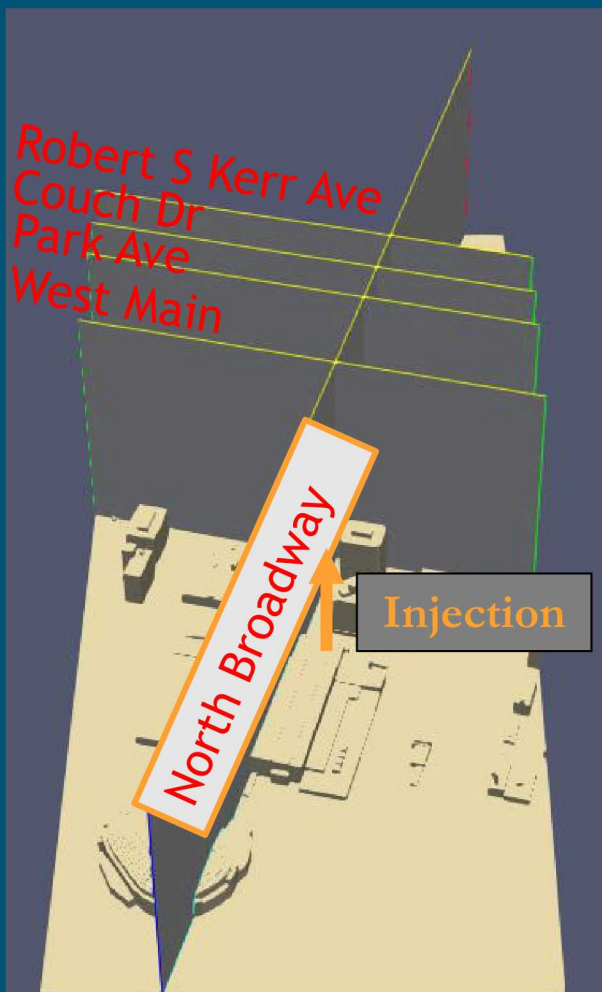 Robert S Kerr Ave
Couch Dr
Park Ave
West Main
North Broadway
Injection